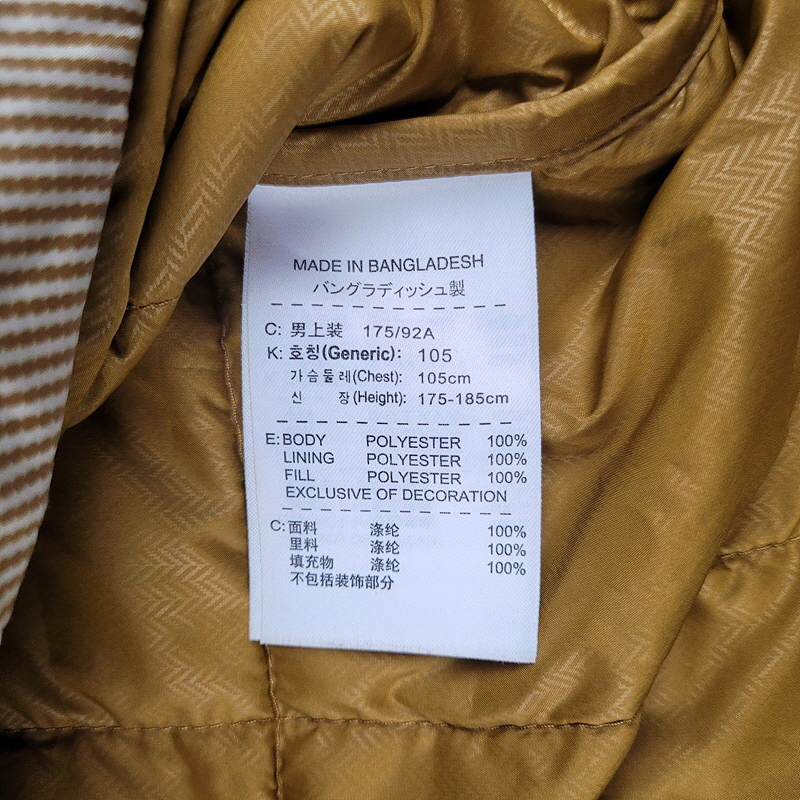 MADE IN BANGLADESH
バングラディッシュ製
C: 男上装 175/92A
K: 호칭(Generic): 105
가슴둘레(Chest): 105cm
신 장(Height): 175-185cm
E: BODY POLYESTER 100%
LINING POLYESTER 100%
FILL POLYESTER 100%
EXCLUSIVE OF DECORATION
C: 面料 涤纶 100%
里料 涤纶 100%
填充物 涤纶 100%
不包括装饰部分